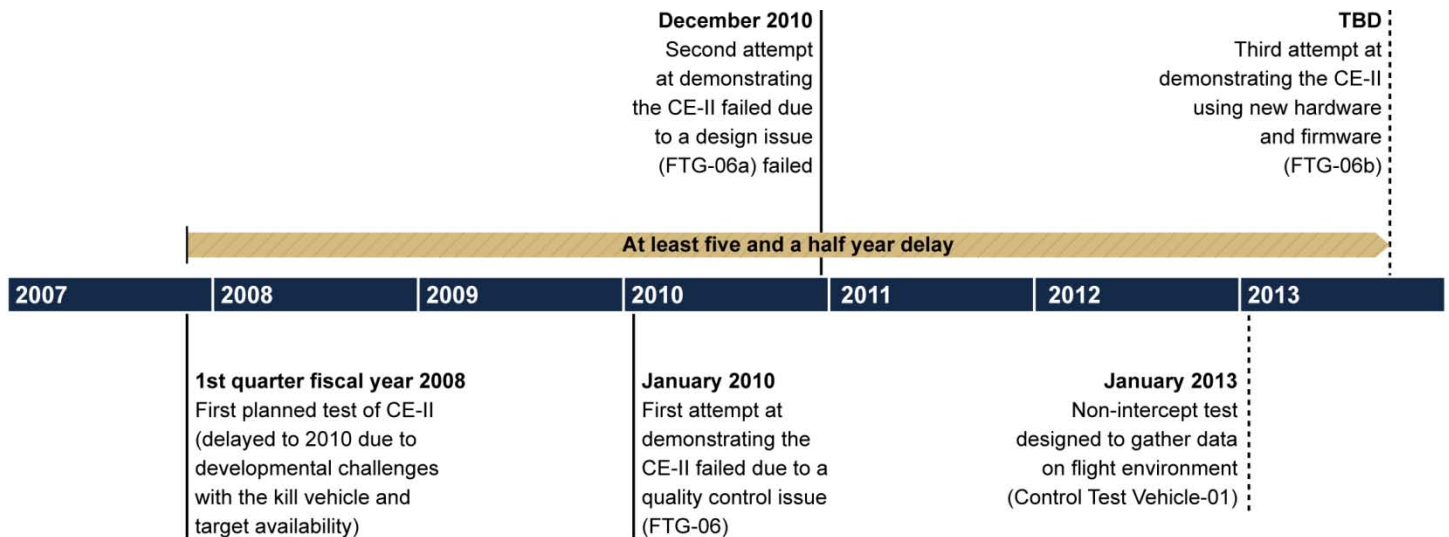 December 2010
Second attempt
at demonstrating
the CE-II failed due
to a design issue
(FTG-06a) failed
TBD
Third attempt at
demonstrating the CE-II
using new hardware
and firmware
(FTG-06b)
At least five and a half year delay
2007 2008 2009 2010 2011 2012 2013
1st quarter fiscal year 2008
First planned test of CE-II
(delayed to 2010 due to
developmental challenges
with the kill vehicle and
target availability)
January 2010
First attempt at
demonstrating the
CE-II failed due to a
quality control issue
(FTG-06)
January 2013
Non-intercept test
designed to gather data
on flight environment
(Control Test Vehicle-01)